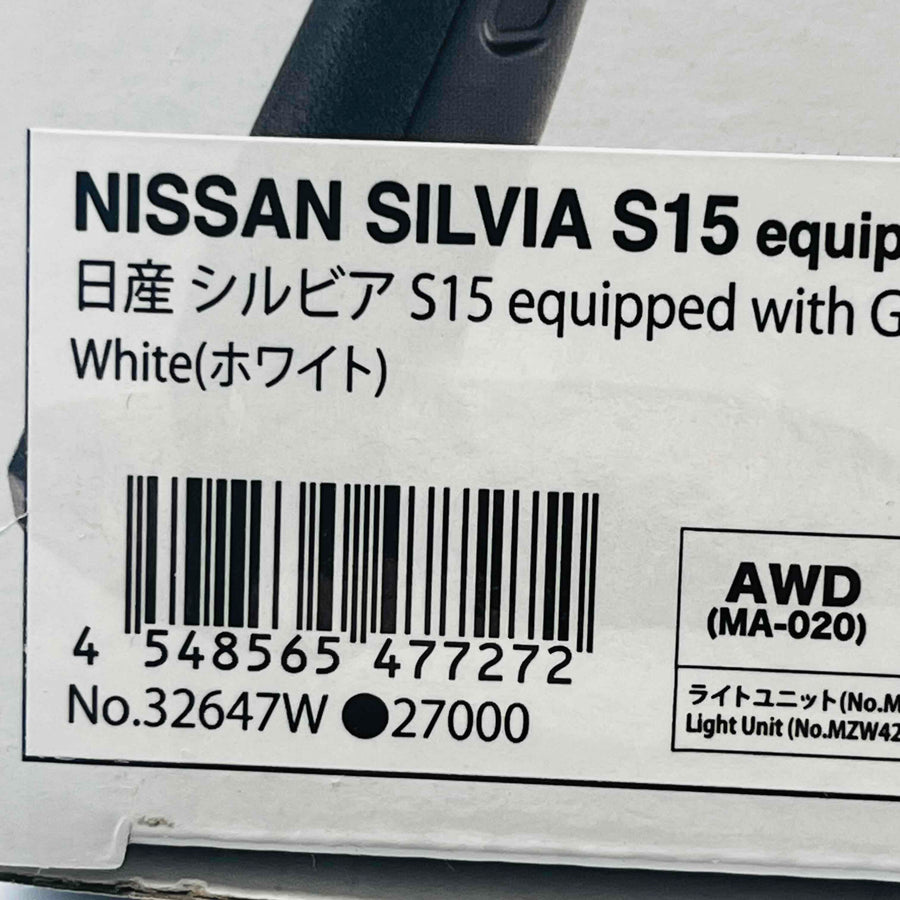 NISSAN SILVIA S15 equip
日産 シルビア S15 equipped with G
White(ホワイト)
4 548565 477272
No.32647W ●27000
AWD
(MA-020)
ライトユニット(No.M
Light Unit (No.MZW42